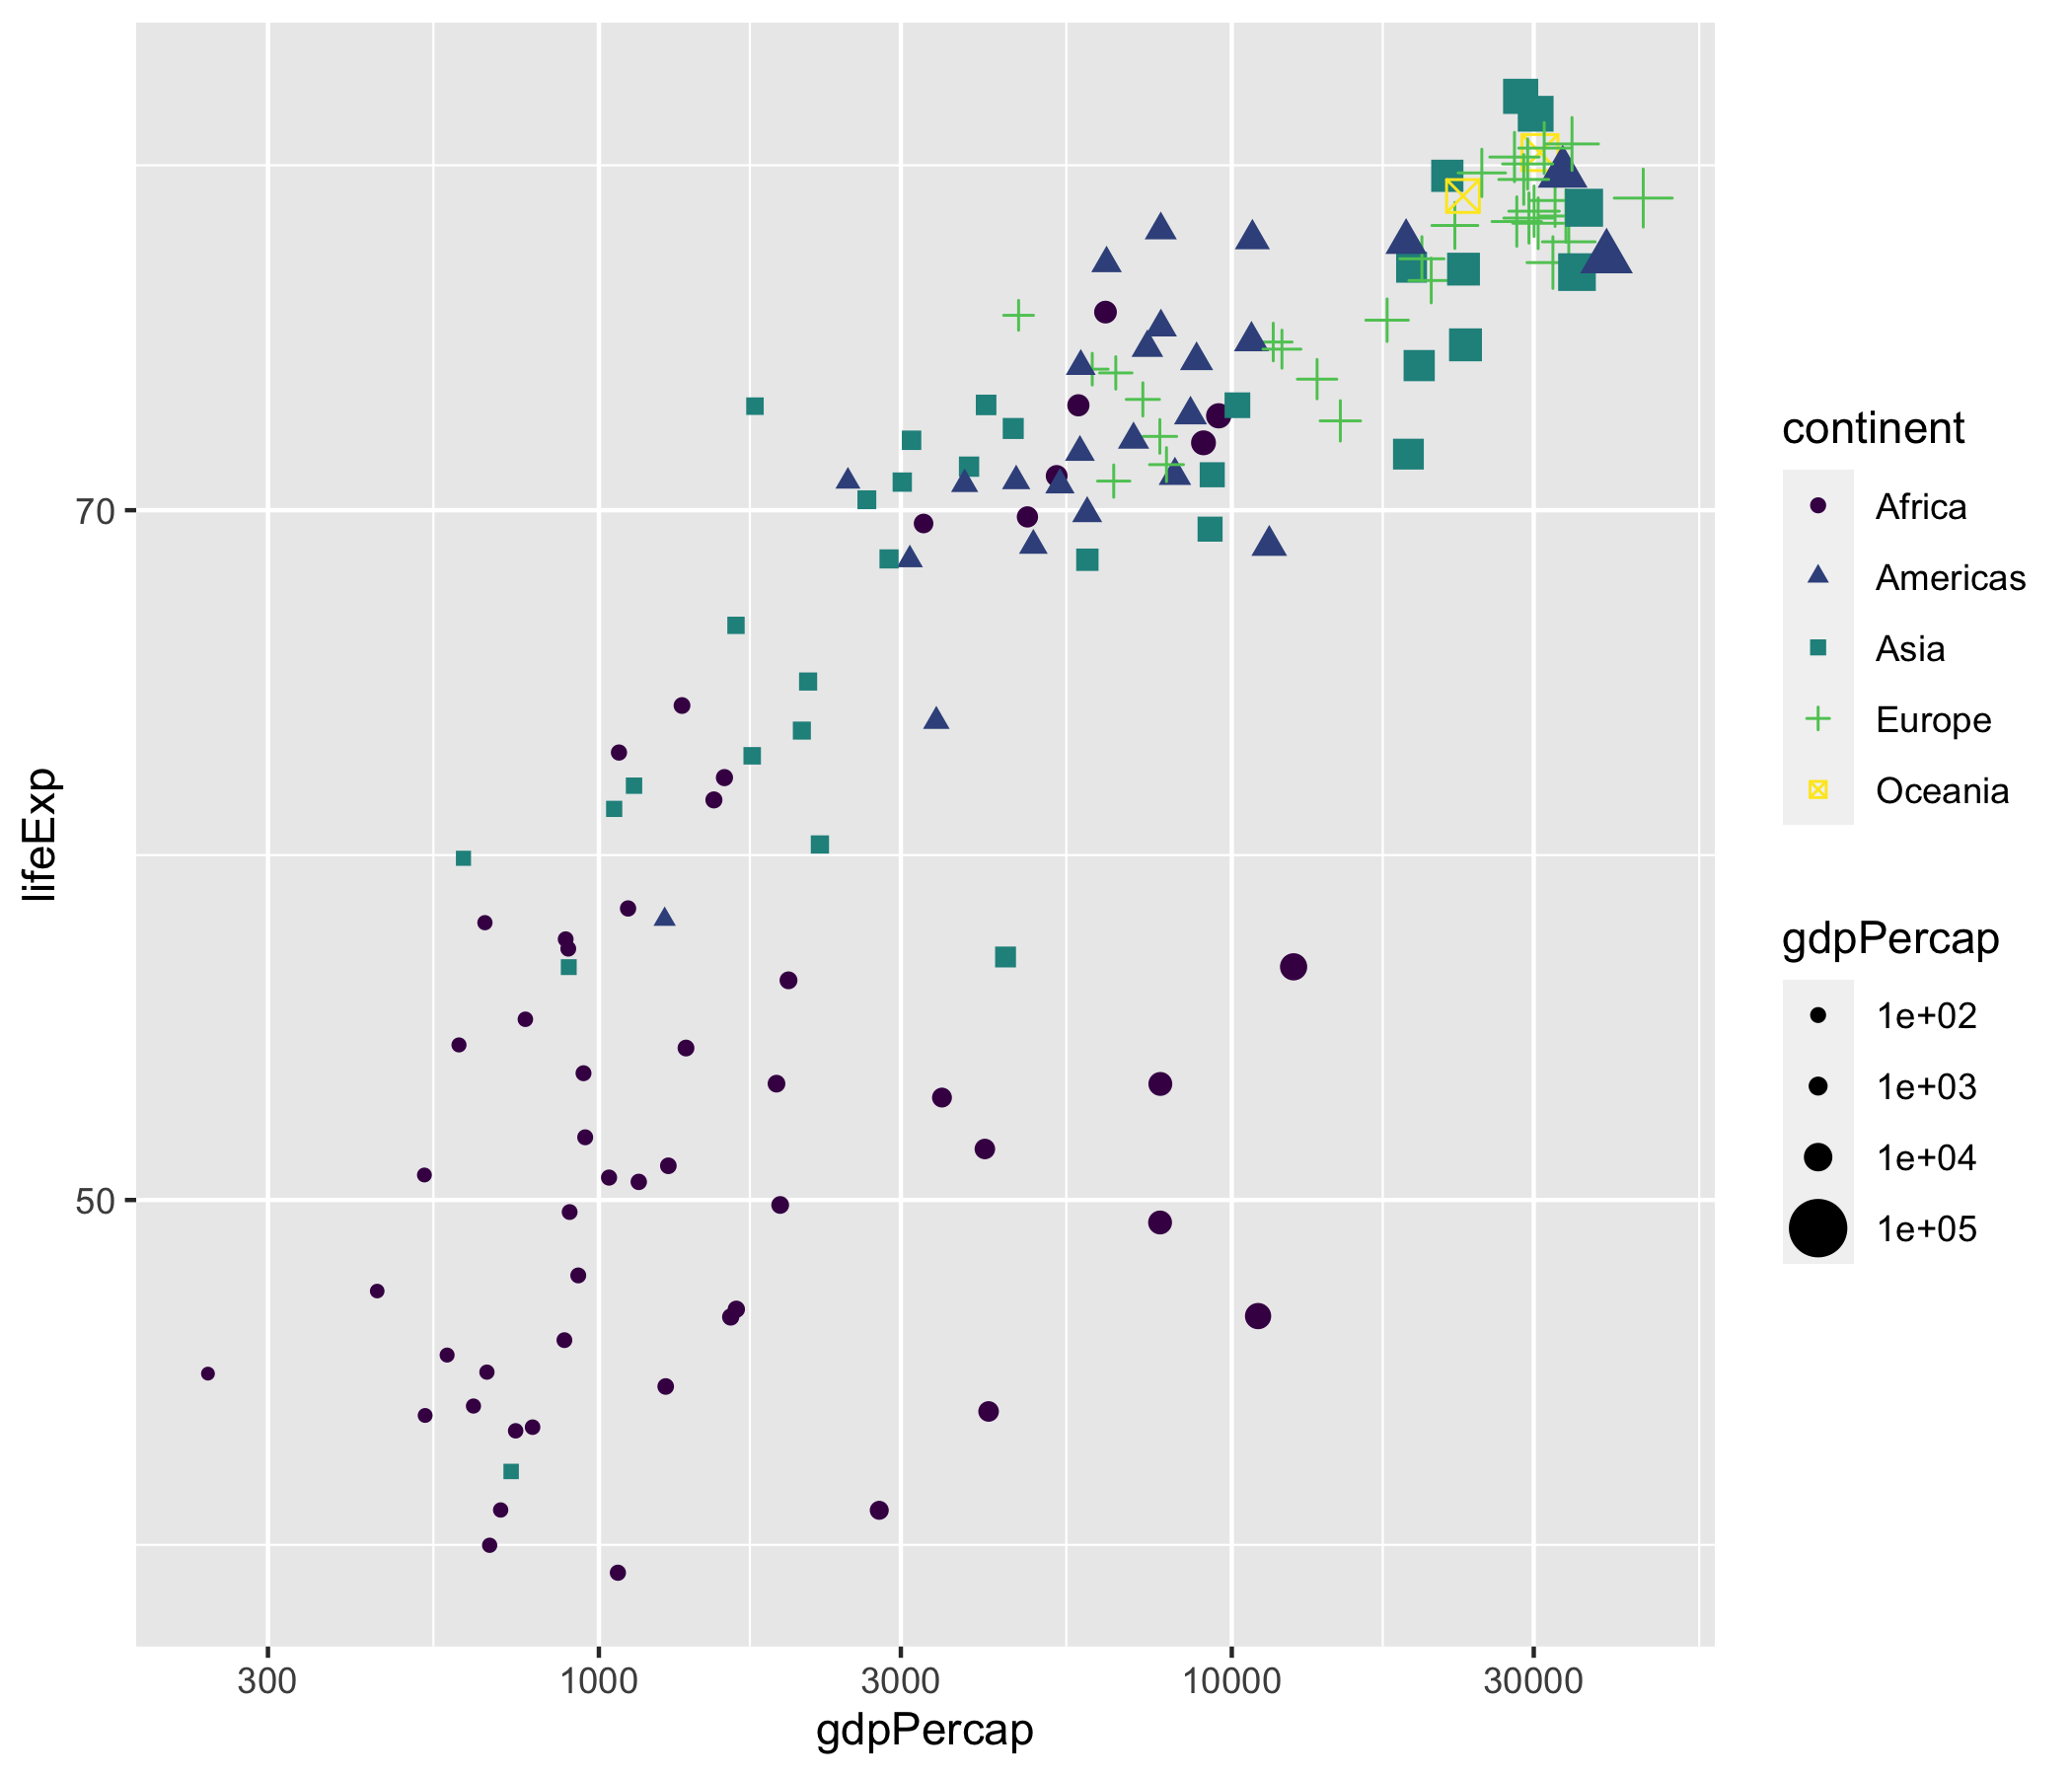 lifeExp
70
50
300
1000
3000
10000
30000
gdpPercap
continent
Africa
Americas
Asia
Europe
Oceania
gdpPercap
1e+02
1e+03
1e+04
1e+05